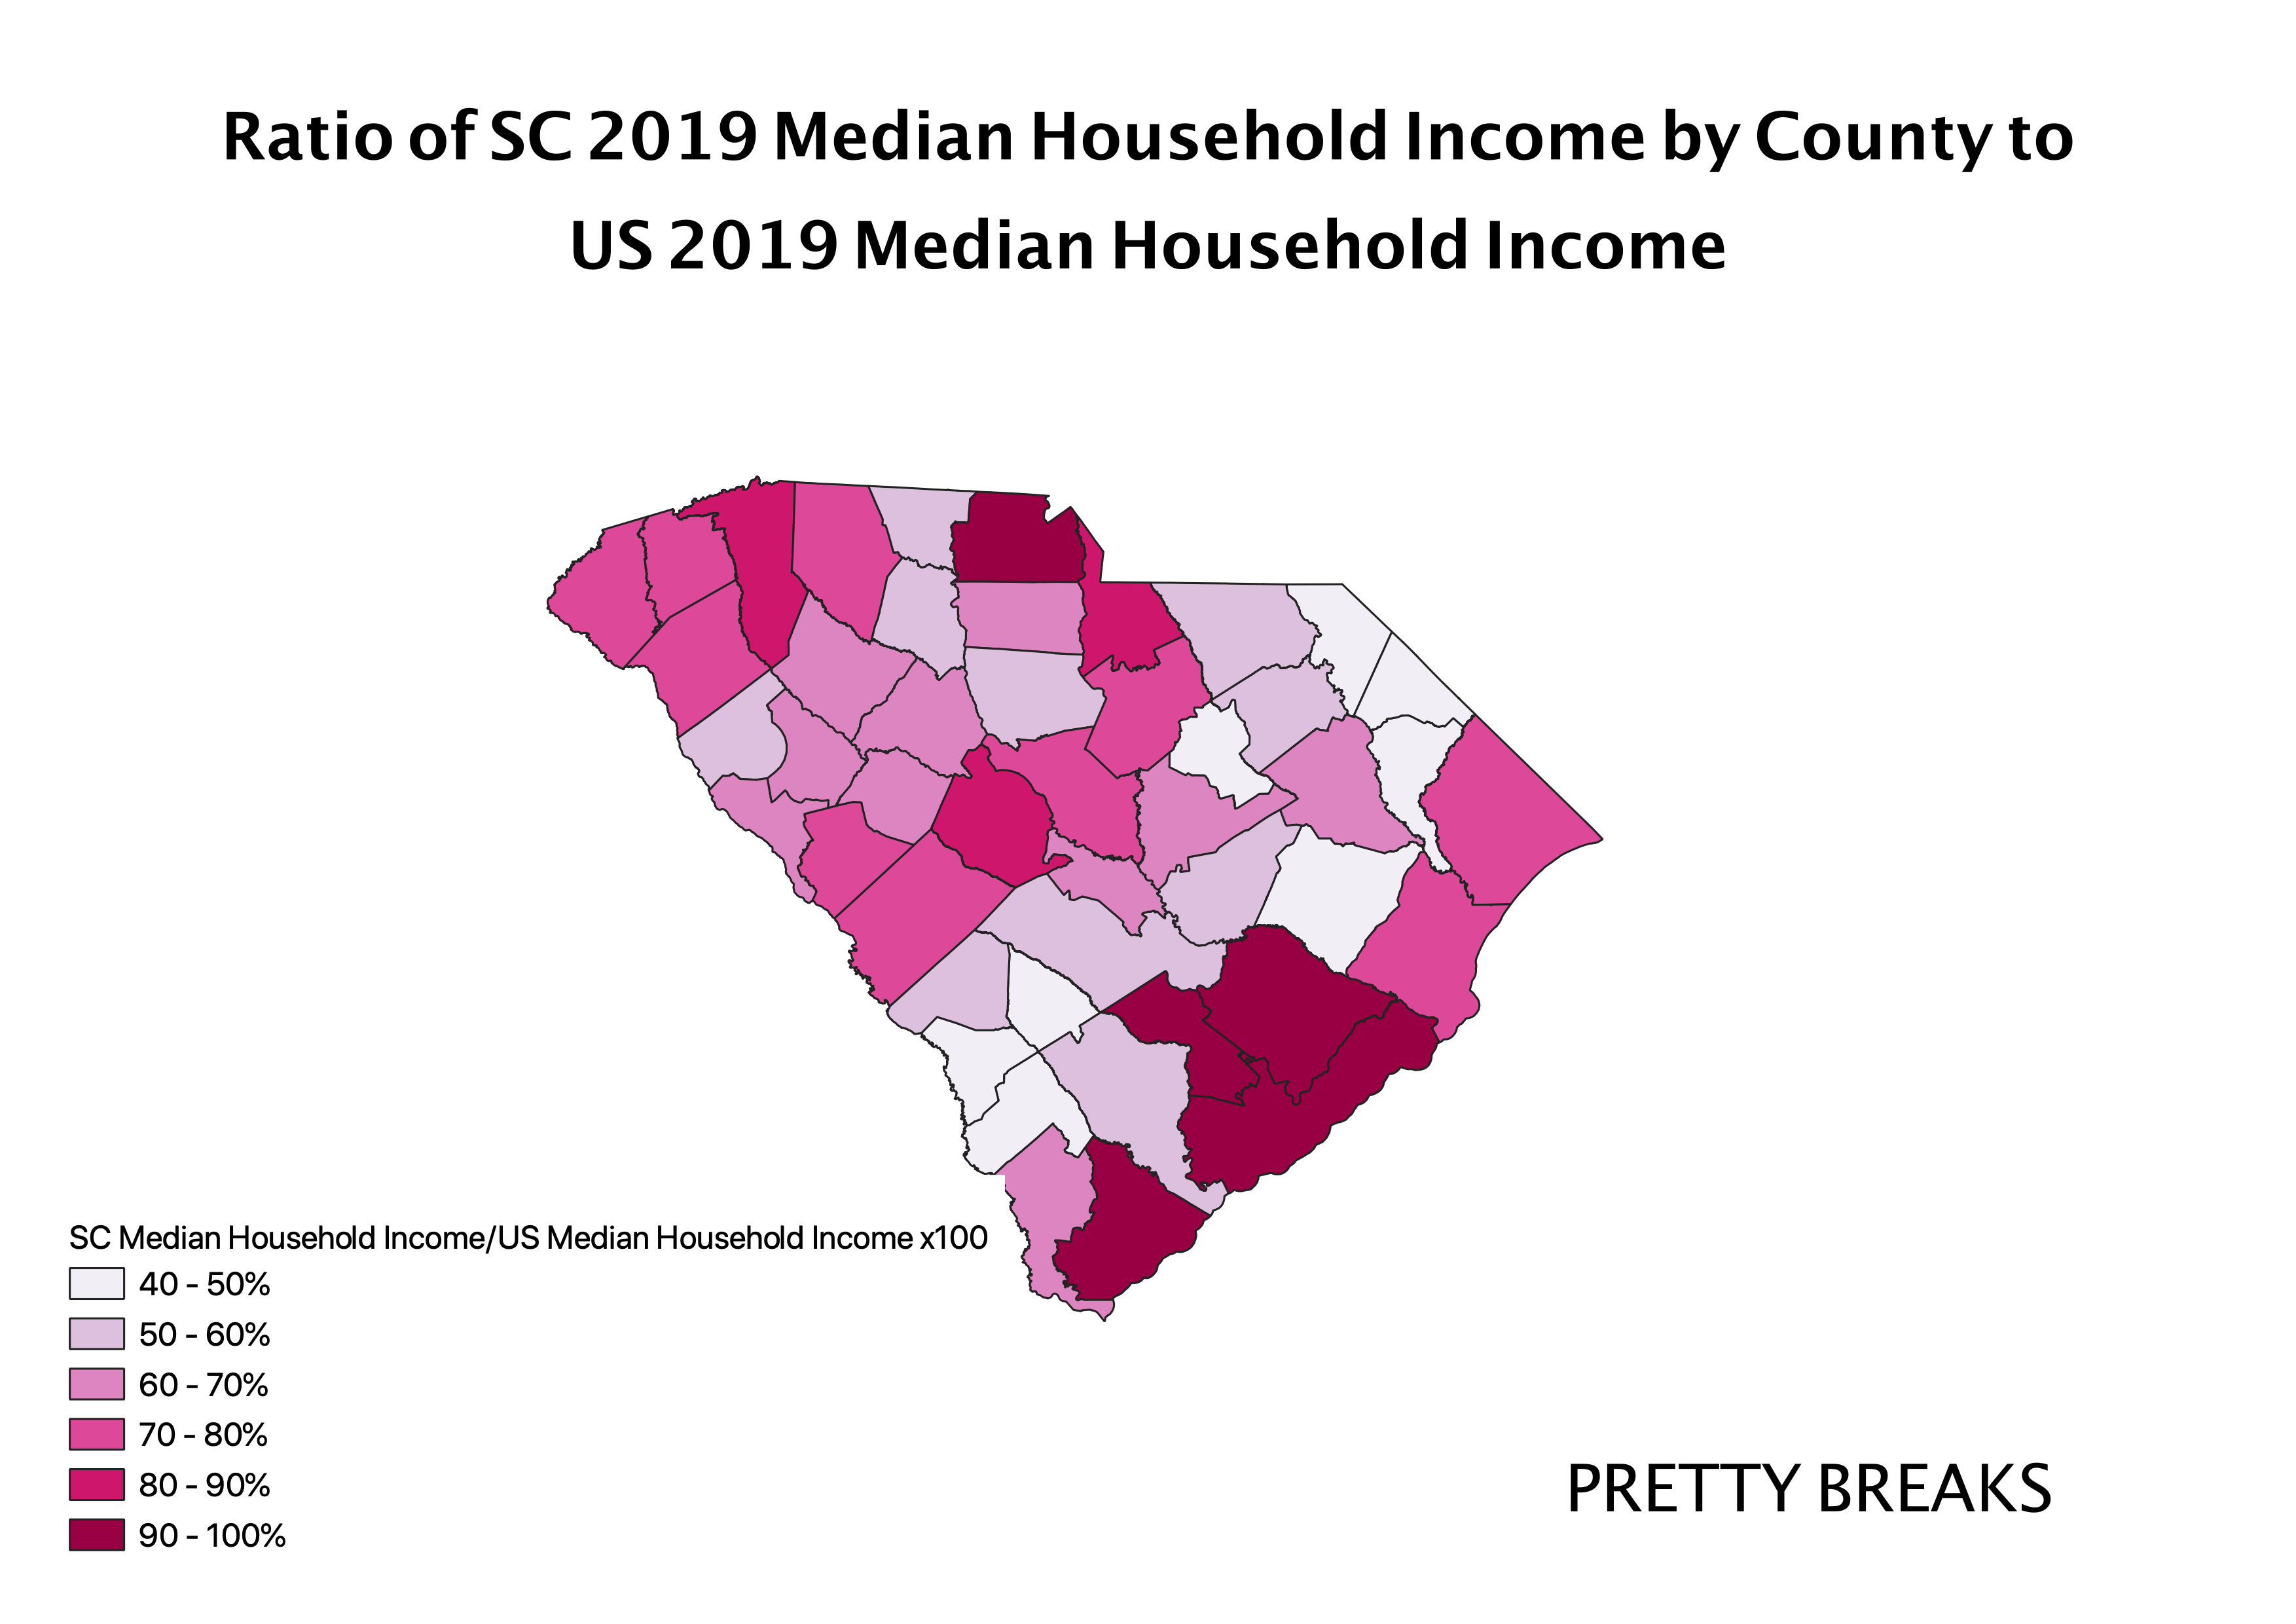 Ratio of SC 2019 Median Household Income by County to
US 2019 Median Household Income
SC Median Household Income/US Median Household Income x100
40 - 50%
50 - 60%
60 - 70%
70 - 80%
80 - 90%
90 - 100%
PRETTY BREAKS